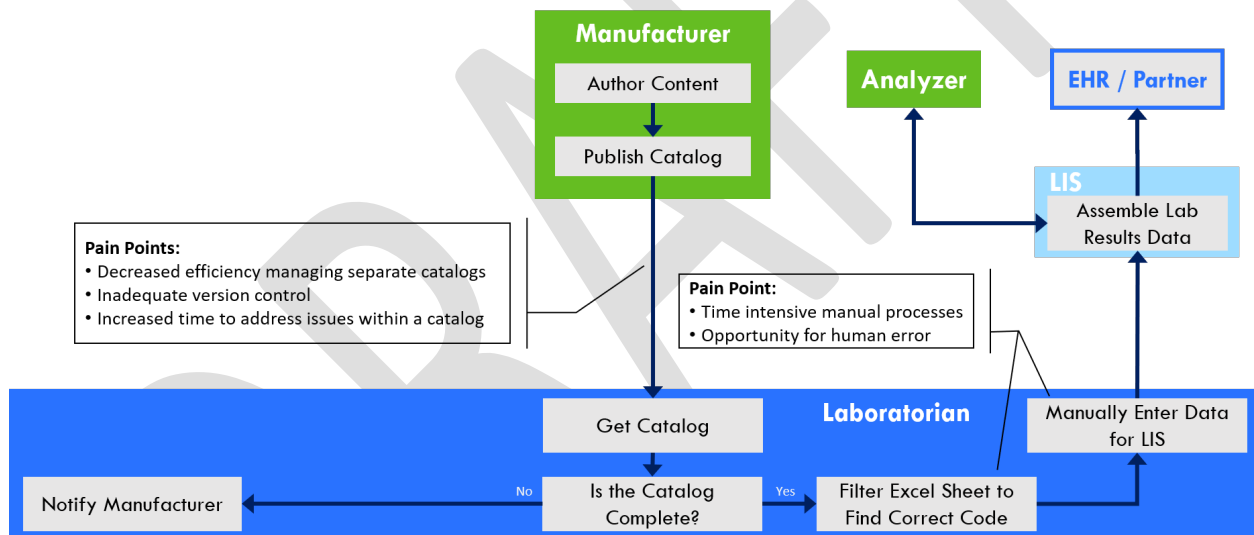 Manufacturer
Author Content
Publish Catalog
Analyzer
EHR / Partner
LIS
Assemble Lab
Results Data
Pain Points:
• Decreased efficiency managing separate catalogs
• Inadequate version control
• Increased time to address issues within a catalog
Pain Point:
• Time intensive manual processes
• Opportunity for human error
Laboratorian
Get Catalog
Manually Enter Data
for LIS
Notify Manufacturer
No
Is the Catalog
Complete?
Yes
Filter Excel Sheet to
Find Correct Code
DRAFT